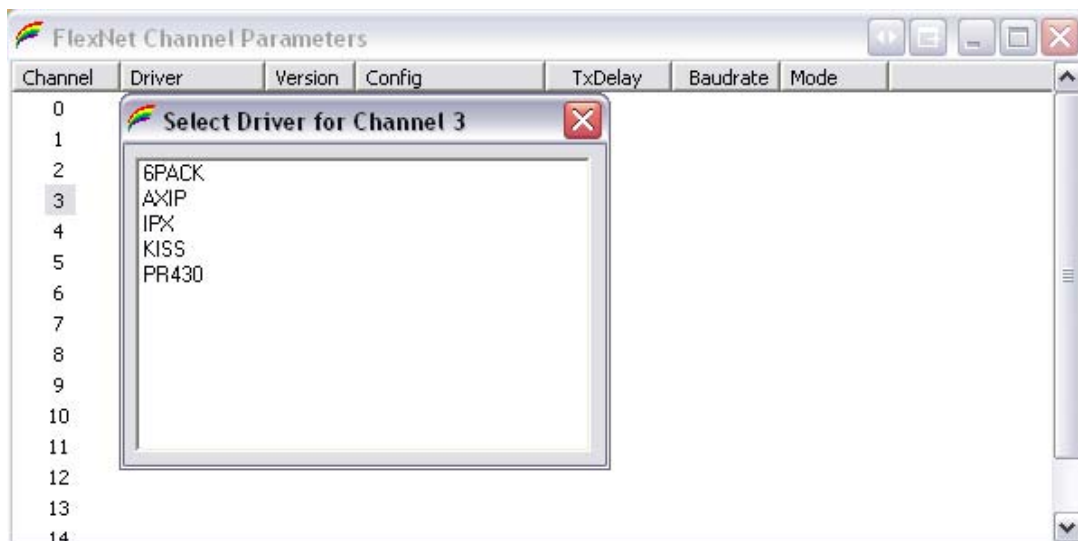 FlexNet Channel Parameters
Channel Driver Version Config TxDelay Baudrate Mode
0
Select Driver for Channel 3
1
2
6PACK
3
AXIP
IPX
4
KISS
5
PR430
6
7
8
9
10
11
12
13
14